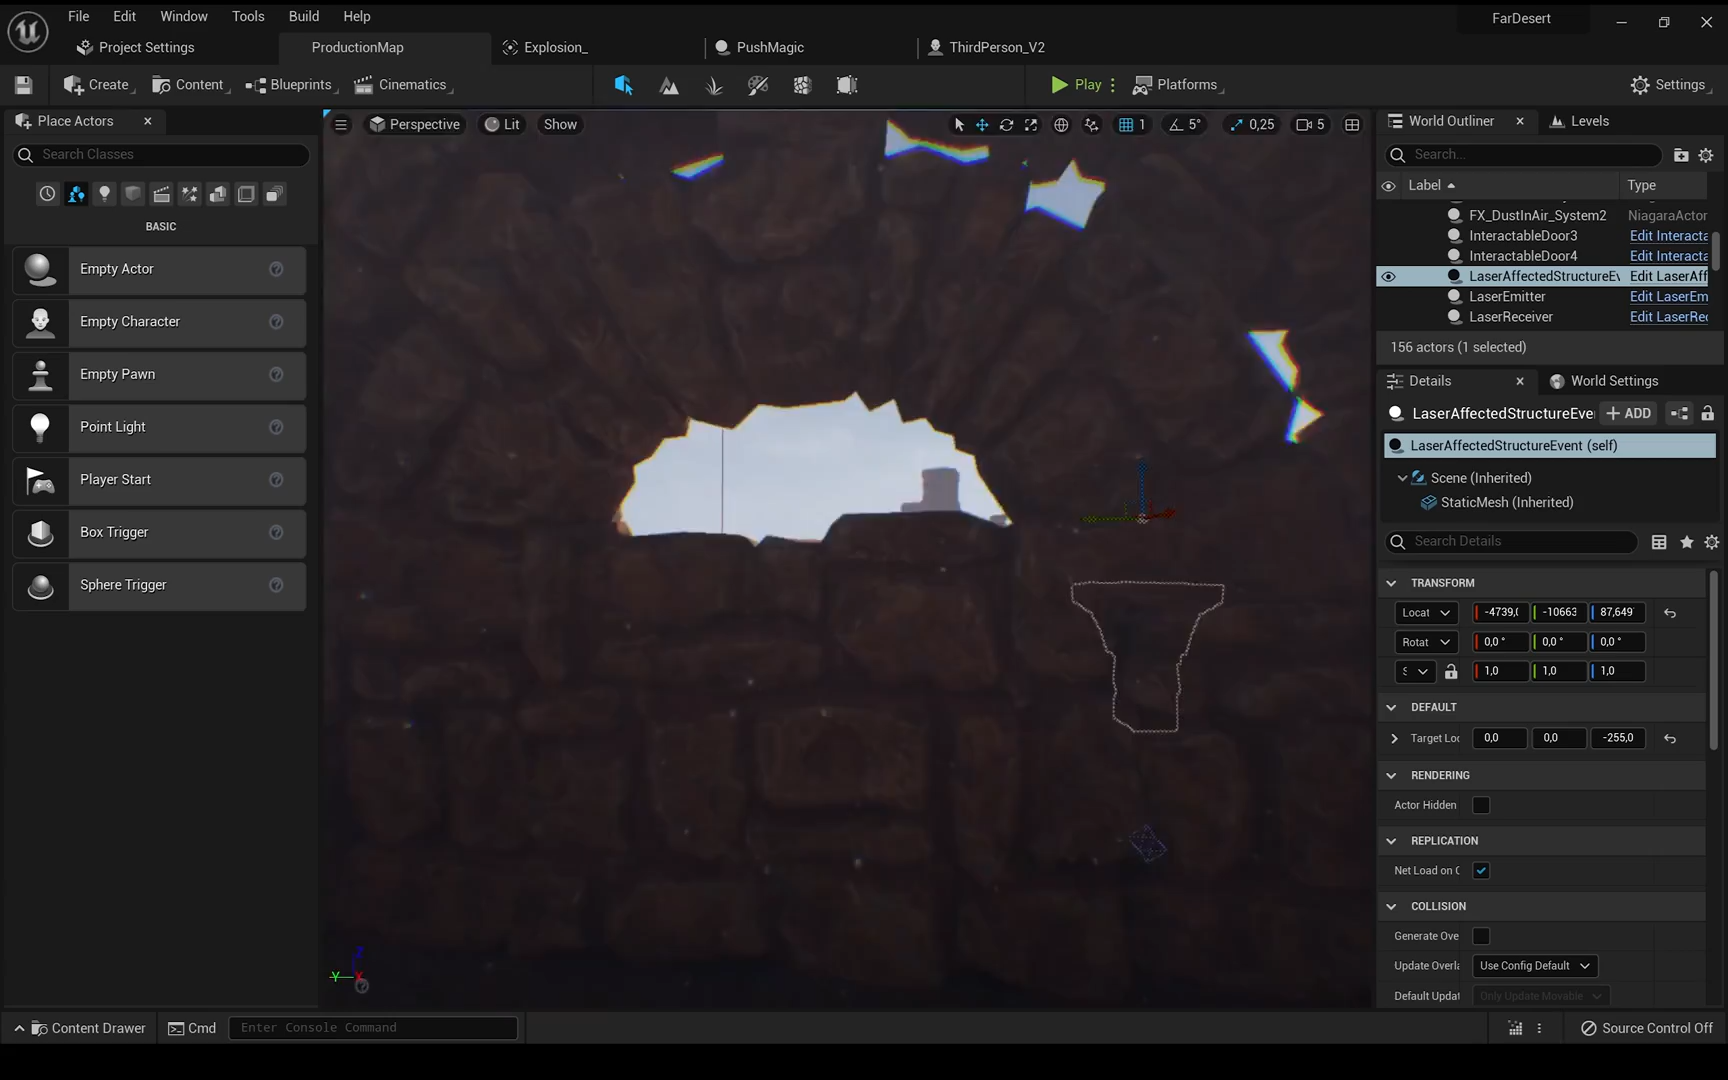 File Edit Window Tools Build Help
FarDesert
Project Settings
ProductionMap
Explosion_
PushMagic
ThirdPerson_V2
Create
Content
Blueprints
Cinematics
Play
Platforms
Settings
Place Actors
Search Classes
BASIC
Empty Actor
Empty Character
Empty Pawn
Point Light
Player Start
Box Trigger
Sphere Trigger
Perspective
Lit
Show
1
5°
0,25
5
World Outliner
Levels
Search...
Label
Type
FX_DustInAir_System2 NiagaraActor
InteractableDoor3 Edit Interacta
InteractableDoor4 Edit Interacta
LaserAffectedStructureEv Edit LaserAff
LaserEmitter Edit LaserEm
LaserReceiver Edit LaserRec
156 actors (1 selected)
Details
World Settings
LaserAffectedStructureEve
+ ADD
LaserAffectedStructureEvent (self)
Scene (Inherited)
StaticMesh (Inherited)
Search Details
TRANSFORM
Locat -4739,( -10663 87,649
Rotat 0,0 ° 0,0 ° 0,0 °
1,0 1,0 1,0
DEFAULT
Target Loc 0,0 0,0 -255,0
RENDERING
Actor Hidden
REPLICATION
Net Load on C
COLLISION
Generate Ove
Update Overla Use Config Default
Default Updat Only Update Movable
Z
Y X
Content Drawer
Cmd
Enter Console Command
Source Control Off